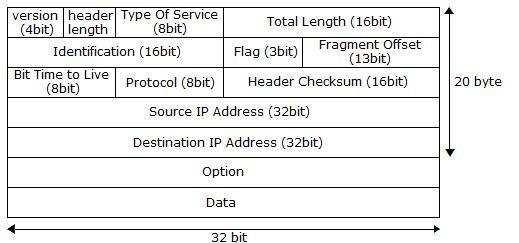 version header Type Of Service Total Length (16bit)
(4bit) length (8bit)
Identification (16bit) Flag (3bit) Fragment Offset
(13bit)
Bit Time to Live Protocol (8bit) Header Checksum (16bit)
(8bit)
20 byte
Source IP Address (32bit)
Destination IP Address (32bit)
Option
Data
32 bit